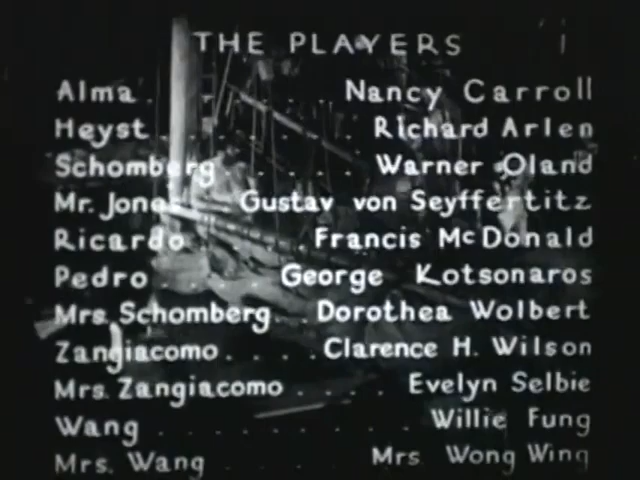 THE PLAYERS
Alma . . . . . Nancy Carroll
Heyst . . . . . . Richard Arlen
Schomberg . . . . . Warner Oland
Mr. Jones Gustav von Seyffertitz
Ricardo . . . . Francis McDonald
Pedro . . . . George Kotsonaros
Mrs. Schomberg . . Dorothea Wolbert
Zangiacomo . . . . Clarence H. Wilson
Mrs. Zangiacomo . . . . Evelyn Selbie
Wang . . . . . . . . . . Willie Fung
Mrs. Wang . . . . Mrs Wong Wing